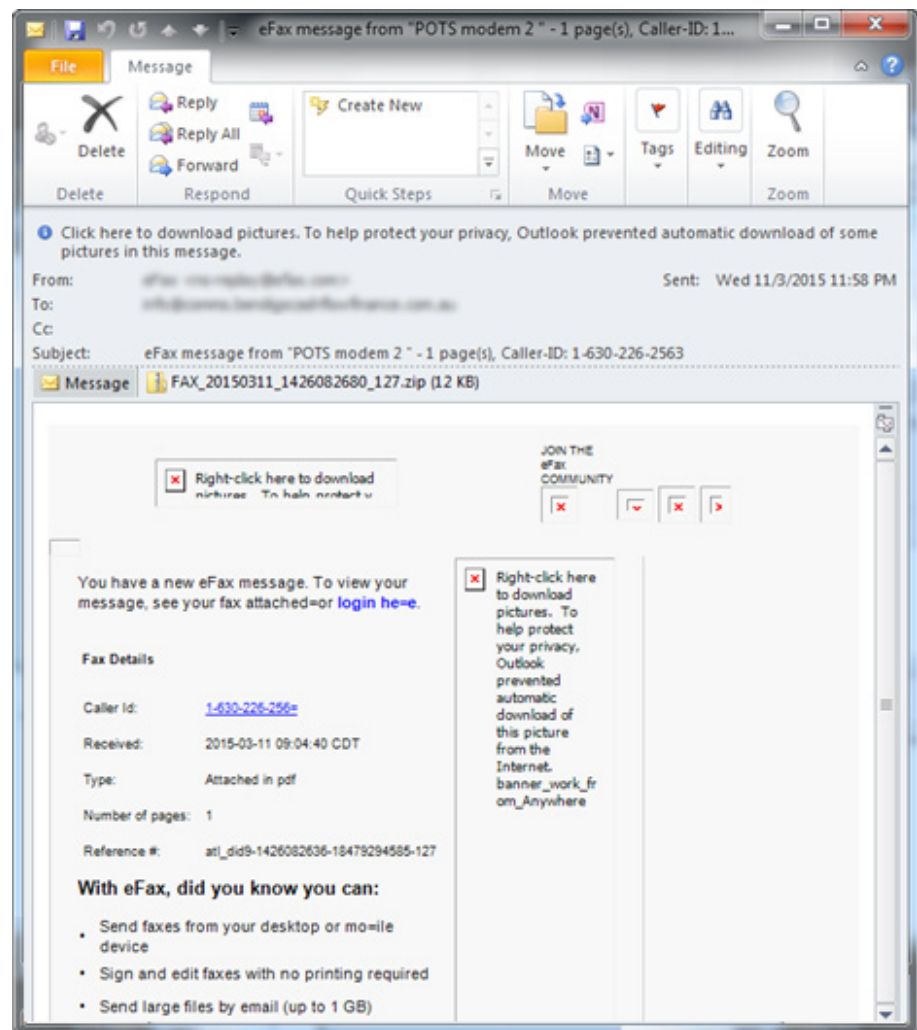 eFax message from "POTS modem 2 " - 1 page(s), Caller-ID: 1...
File Message
Delete
Reply
Reply All
Forward
Create New
Move
Tags
Editing
Zoom
Delete Respond Quick Steps Move Zoom
Click here to download pictures. To help protect your privacy, Outlook prevented automatic download of some
pictures in this message.
From:
Sent: Wed 11/3/2015 11:58 PM
To:
Cc:
Subject: eFax message from "POTS modem 2 " - 1 page(s), Caller-ID: 1-630-226-2563
Message FAX_20150311_1426082680_127.zip (12 KB)
Right-click here to download
pictures. To help protect y
JOIN THE
eFax
COMMUNITY
You have a new eFax message. To view your
message, see your fax attached=or login he=e.
Fax Details
Caller Id: 1-630-226-256=
Received: 2015-03-11 09:04:40 CDT
Type: Attached in pdf
Number of pages: 1
Reference #: atl_did9-1426082636-18479294585-127
With eFax, did you know you can:
• Send faxes from your desktop or mo=ile
device
• Sign and edit faxes with no printing required
• Send large files by email (up to 1 GB)
Right-click here
to download
pictures. To
help protect
your privacy,
Outlook
prevented
automatic
download of
this picture
from the
Internet.
banner_work_fr
om_Anywhere